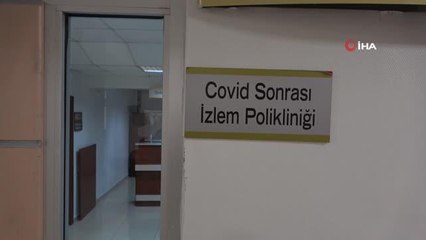 İHA
Covid Sonrası
İzlem Polikliniği